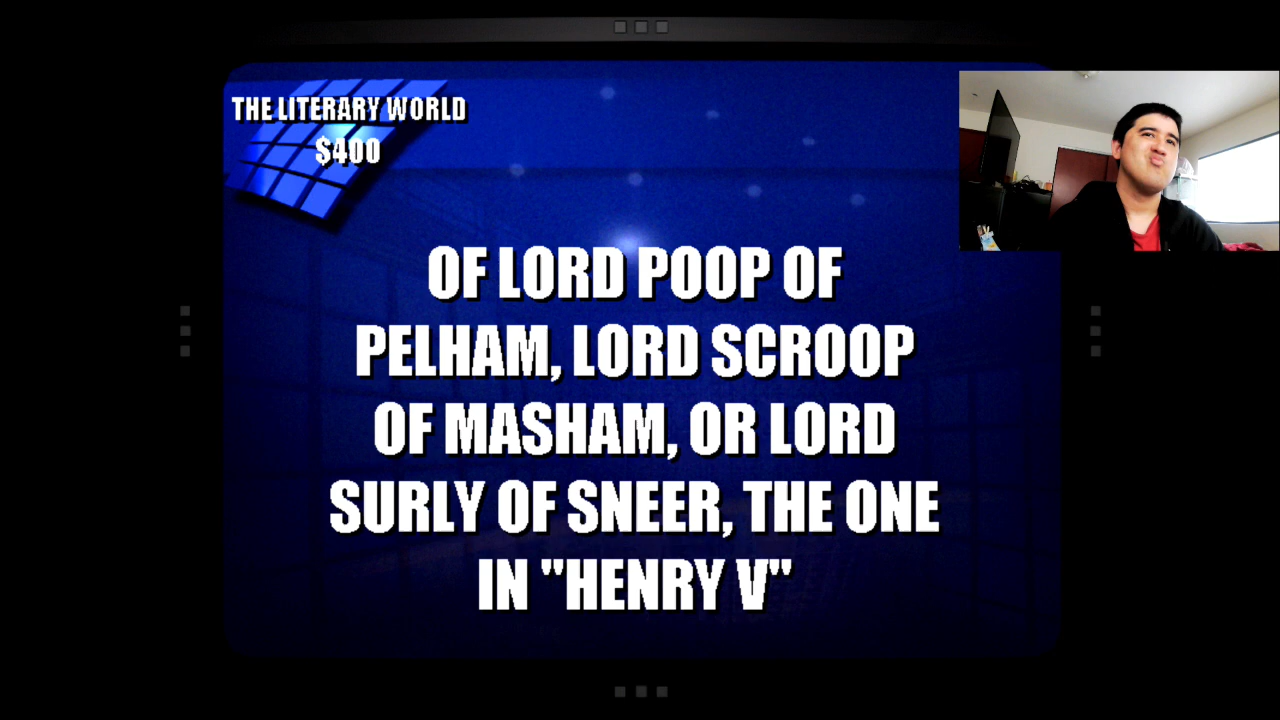 THE LITERARY WORLD
$400
OF LORD POOP OF
PELHAM, LORD SCROOP
OF MASHAM, OR LORD
SURLY OF SNEER, THE ONE
IN "HENRY V"